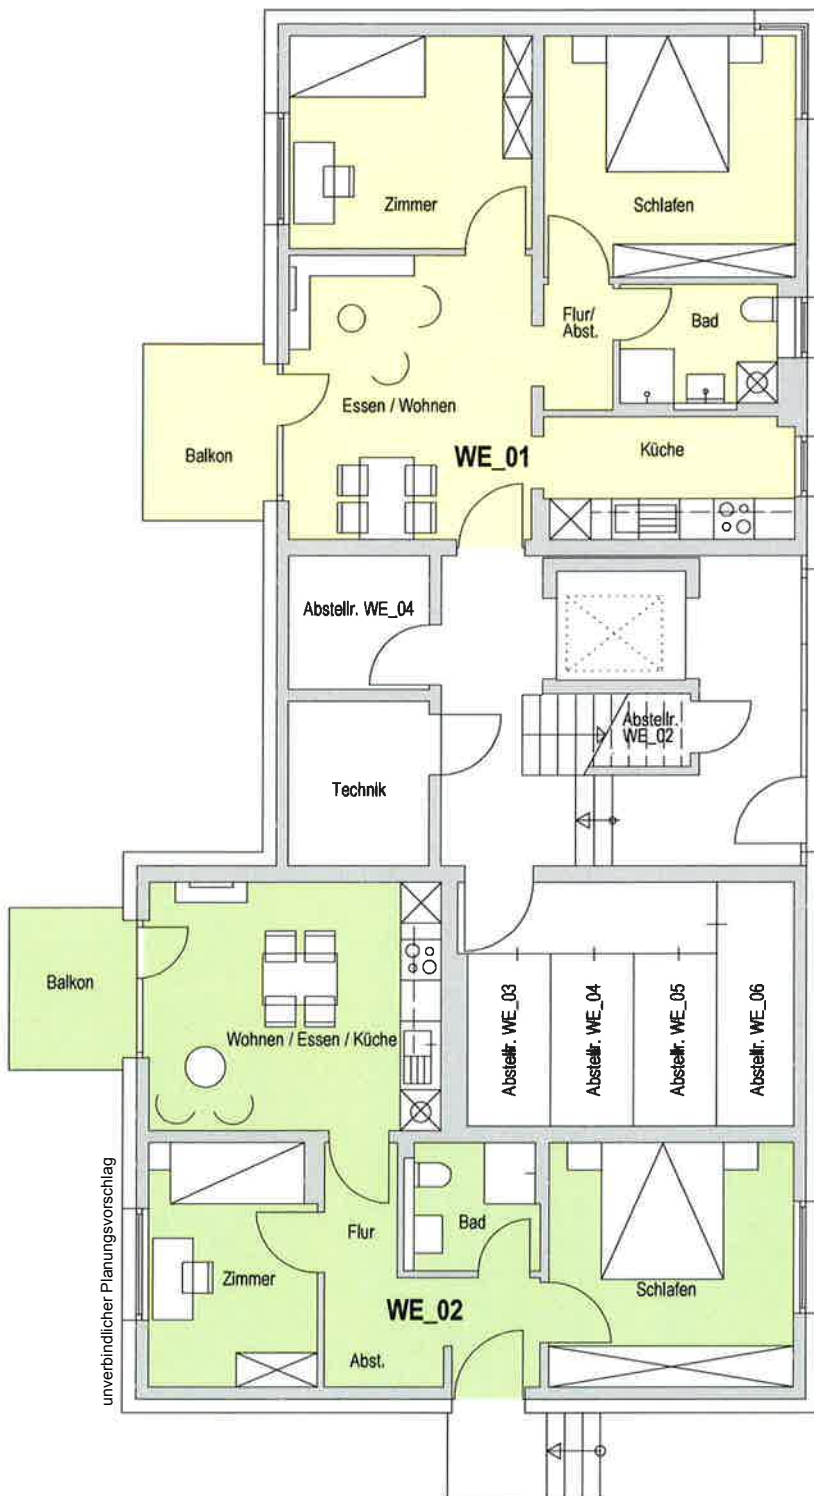 Zimmer
Schlafen
Flur/
Abst.
Bad
Essen / Wohnen
Balkon
WE_01
Küche
Abstellr. WE_04
Abstellr.
WE_02
Technik
Balkon
Wohnen / Essen / Küche
Abstellr. WE_03
Abstellr. WE_04
Abstellr. WE_05
Abstellr. WE_06
unverbindlicher Planungsvorschlag
Flur
Bad
Zimmer
Schlafen
WE_02
Abst.